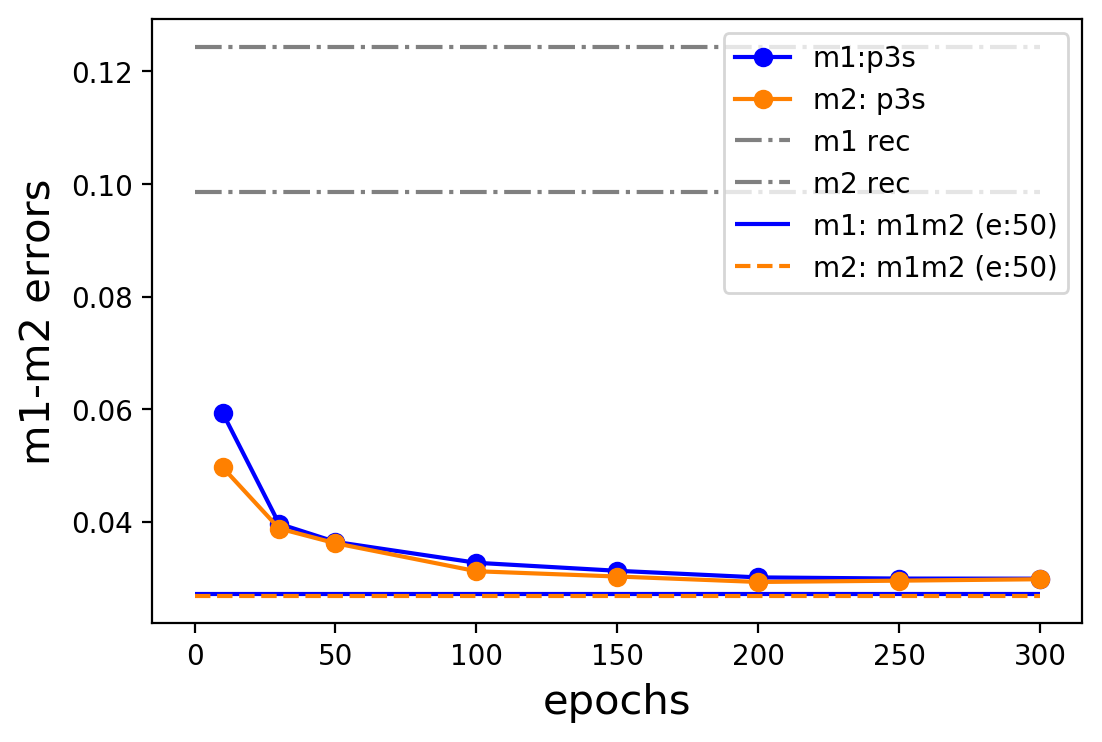 m1-m2 errors
0.12
0.10
0.08
0.06
0.04
m1:p3s
m2: p3s
m1 rec
m2 rec
m1: m1m2 (e:50)
m2: m1m2 (e:50)
0 50 100 150 200 250 300
epochs